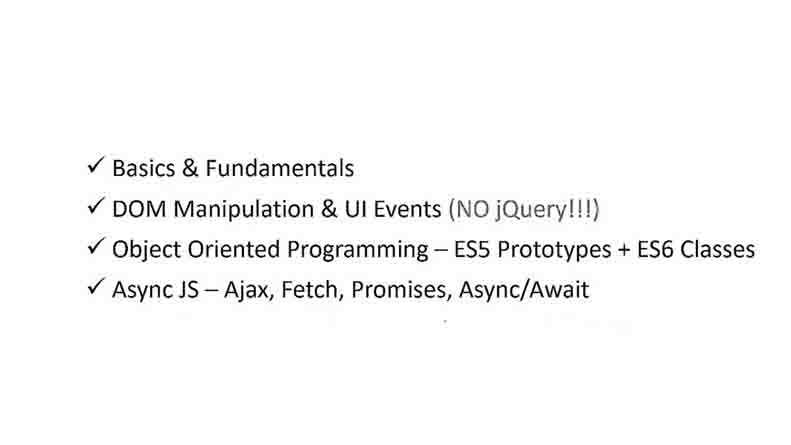 ✓ Basics & Fundamentals
✓ DOM Manipulation & UI Events (NO jQuery!!!)
✓ Object Oriented Programming – ES5 Prototypes + ES6 Classes
✓ Async JS – Ajax, Fetch, Promises, Async/Await